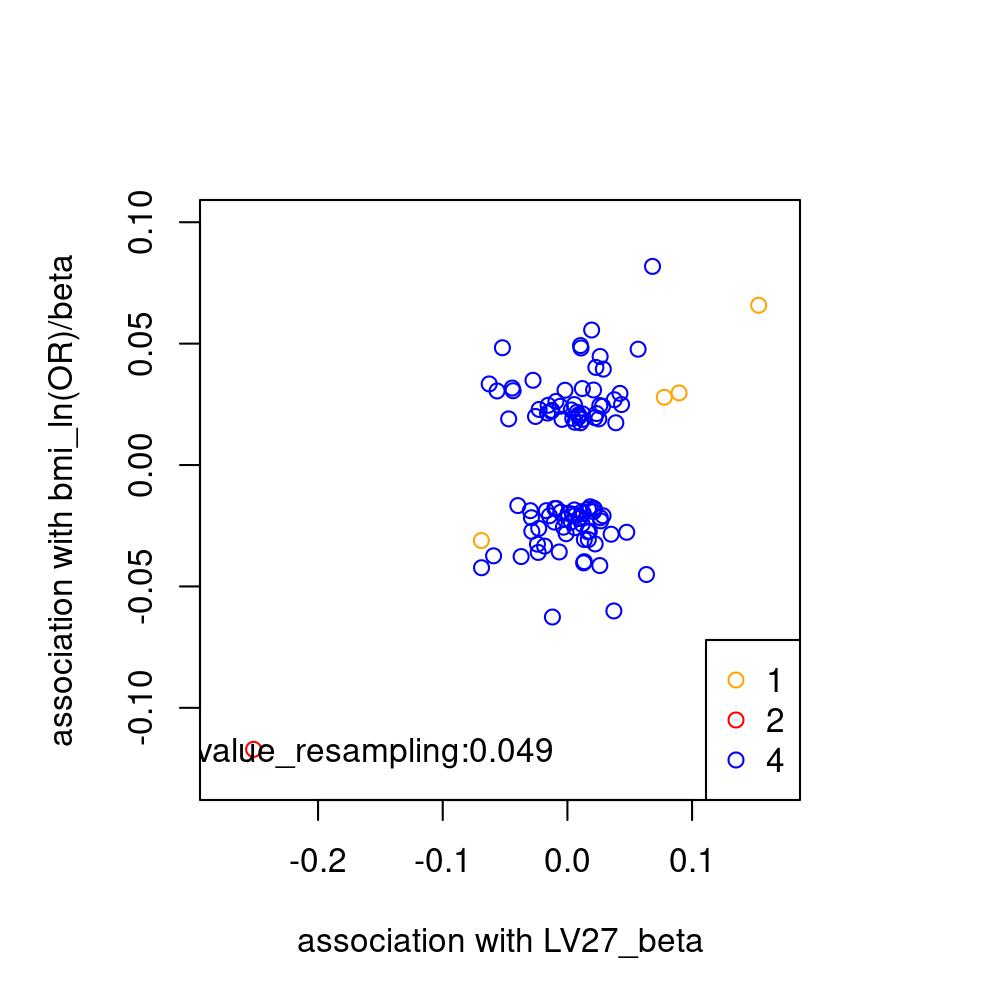 association with bmi_ln(OR)/beta
0.10
0.05
0.00
-0.05
-0.10
value_resampling:0.049
1
2
4
-0.2 -0.1 0.0 0.1
association with LV27_beta